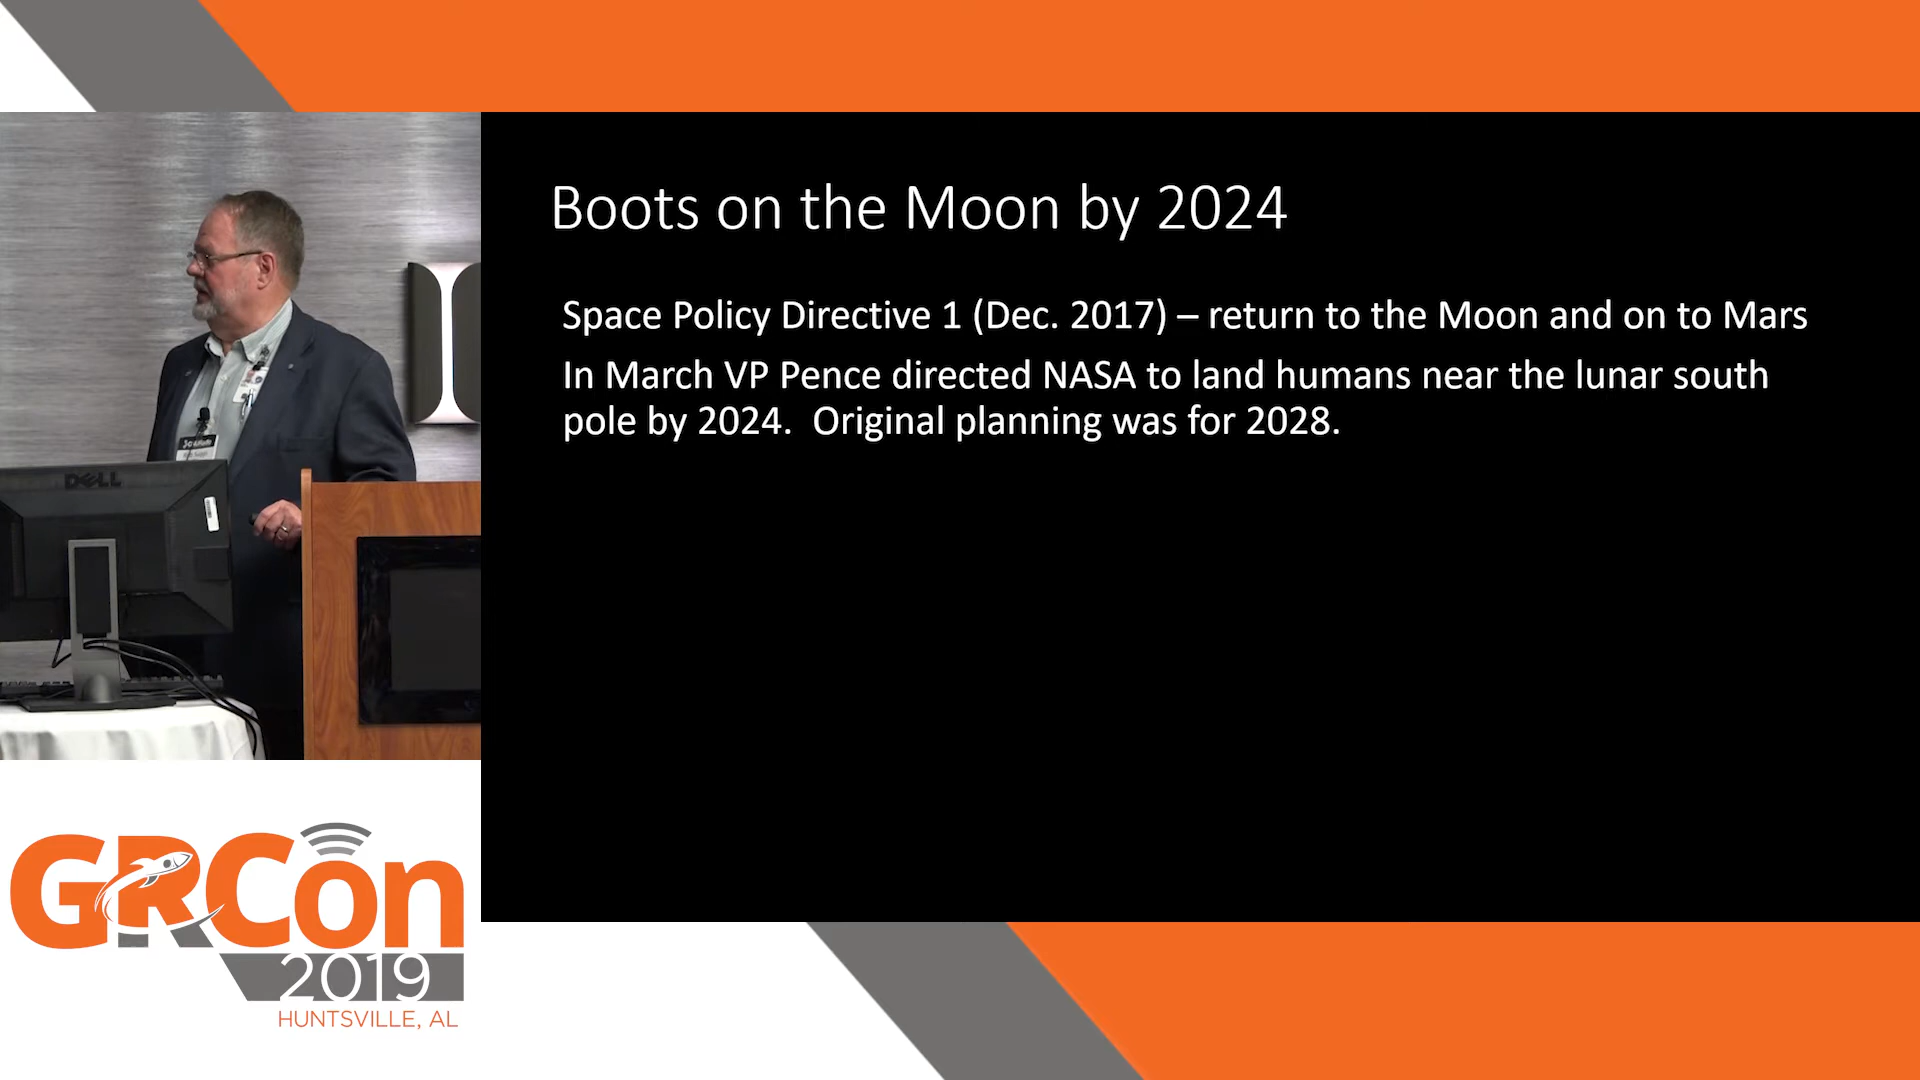 Boots on the Moon by 2024
Space Policy Directive 1 (Dec. 2017) – return to the Moon and on to Mars
In March VP Pence directed NASA to land humans near the lunar south
pole by 2024.  Original planning was for 2028.
DELL
GRCon
2019
HUNTSVILLE, AL